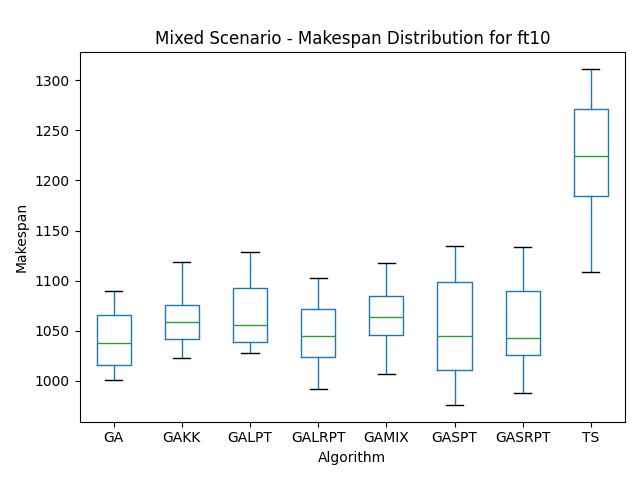 Mixed Scenario - Makespan Distribution for ft10
1300
1250
1200
1150
1100
1050
1000
Makespan
GA GAKK GALPT GALRPT GAMIX GASPT GASRPT TS
Algorithm